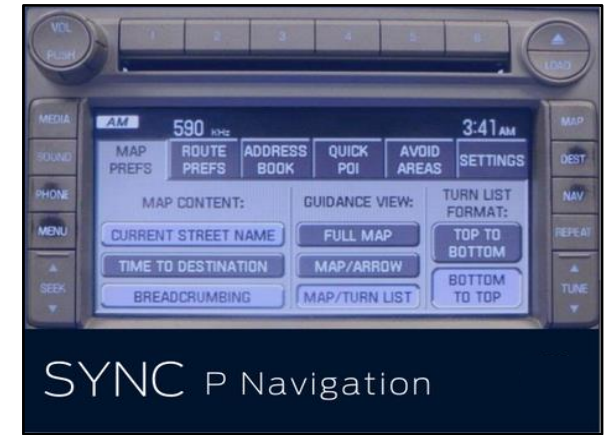 VOL
PUSH
1 2 3 4 5 6
LOAD
MEDIA
SOUND
PHONE
MENU
SEEK
AM 590 KHz 3:41 AM
MAP PREFS
ROUTE PREFS
ADDRESS BOOK
QUICK POI
AVOID AREAS
SETTINGS
MAP CONTENT:
CURRENT STREET NAME
TIME TO DESTINATION
BREADCRUMBING
GUIDANCE VIEW:
FULL MAP
MAP/ARROW
MAP/TURN LIST
TURN LIST
FORMAT:
TOP TO
BOTTOM
BOTTOM
TO TOP
MAP
DEST
NAV
REPEAT
TUNE
SYNC P Navigation